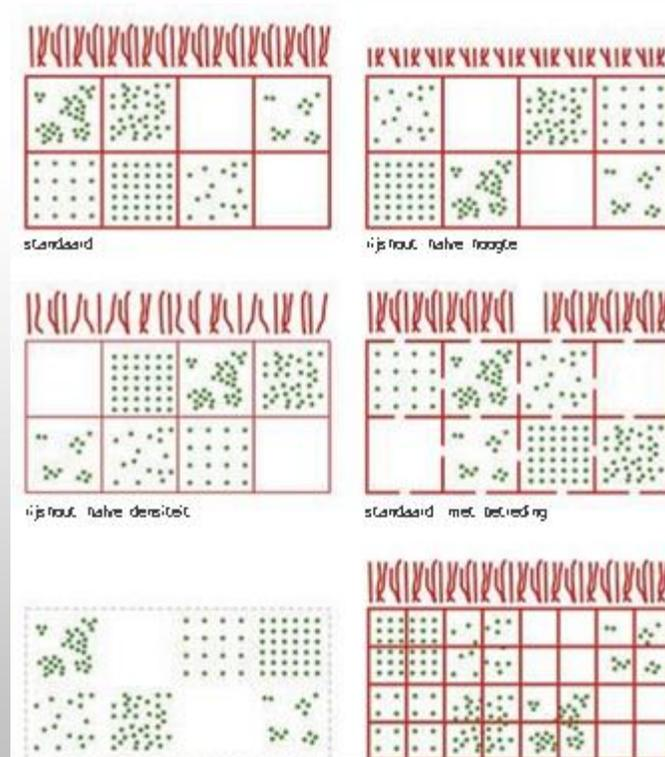 standaard
rijshout halve hoogte
rijshout halve densiteit
standaard met betreding